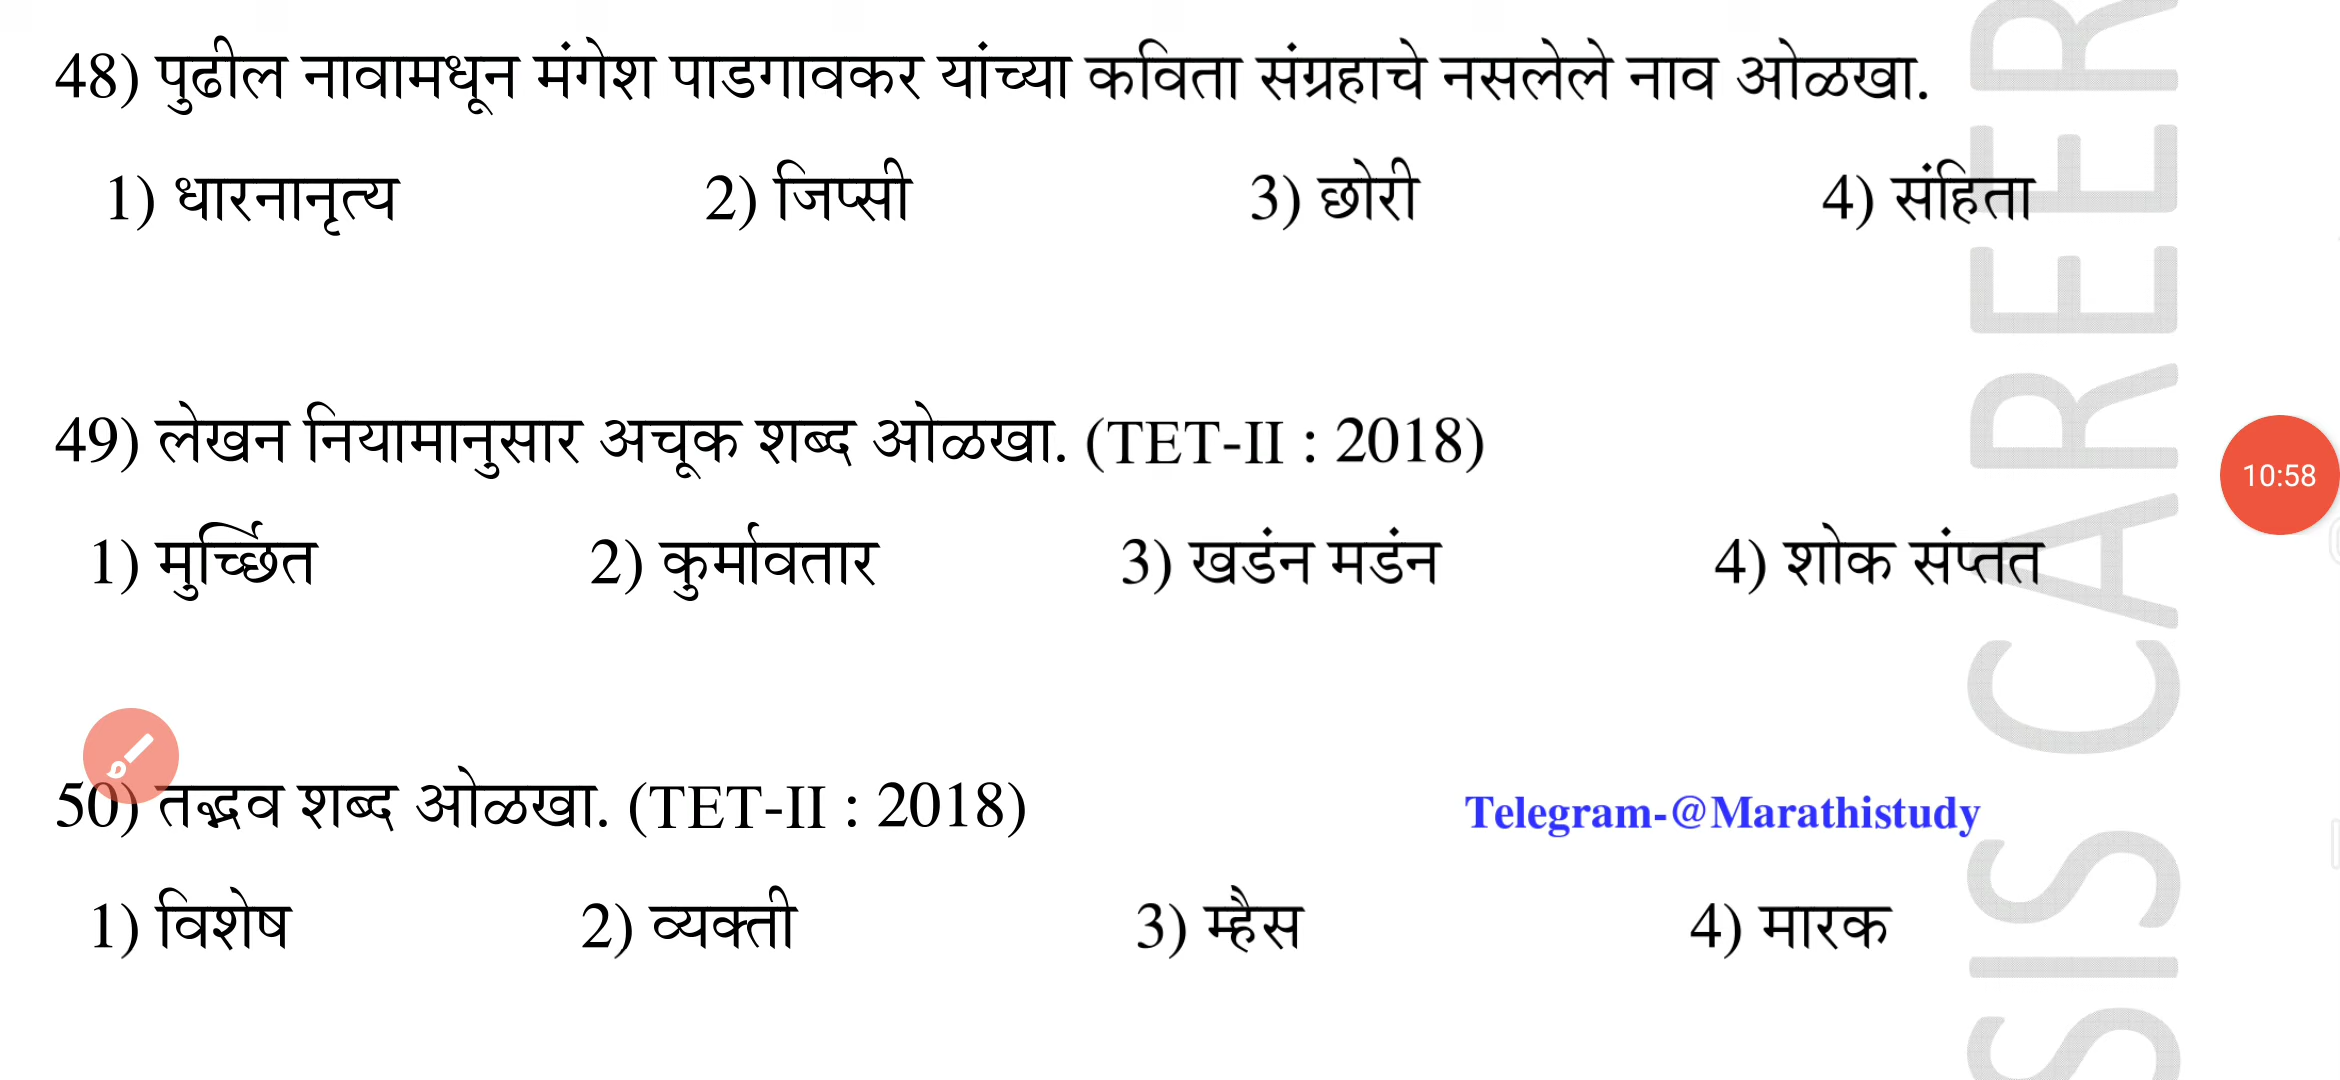 48) पुढील नावामधून मंगेश पाडगावकर यांच्या कविता संग्रहाचे नसलेले नाव ओळखा.
1) धारनानृत्य 2) जिप्सी 3) छोरी 4) संहिता
49) लेखन नियामानुसार अचूक शब्द ओळखा. (TET-II : 2018)
1) मुर्च्छित 2) कुर्मावतार 3) खडंन मडंन 4) शोक संप्तत
10:58
50) तद्भव शब्द ओळखा. (TET-II : 2018)
Telegram-@Marathistudy
1) विशेष 2) व्यक्ती 3) म्हैस 4) मारक
SIS CAREER